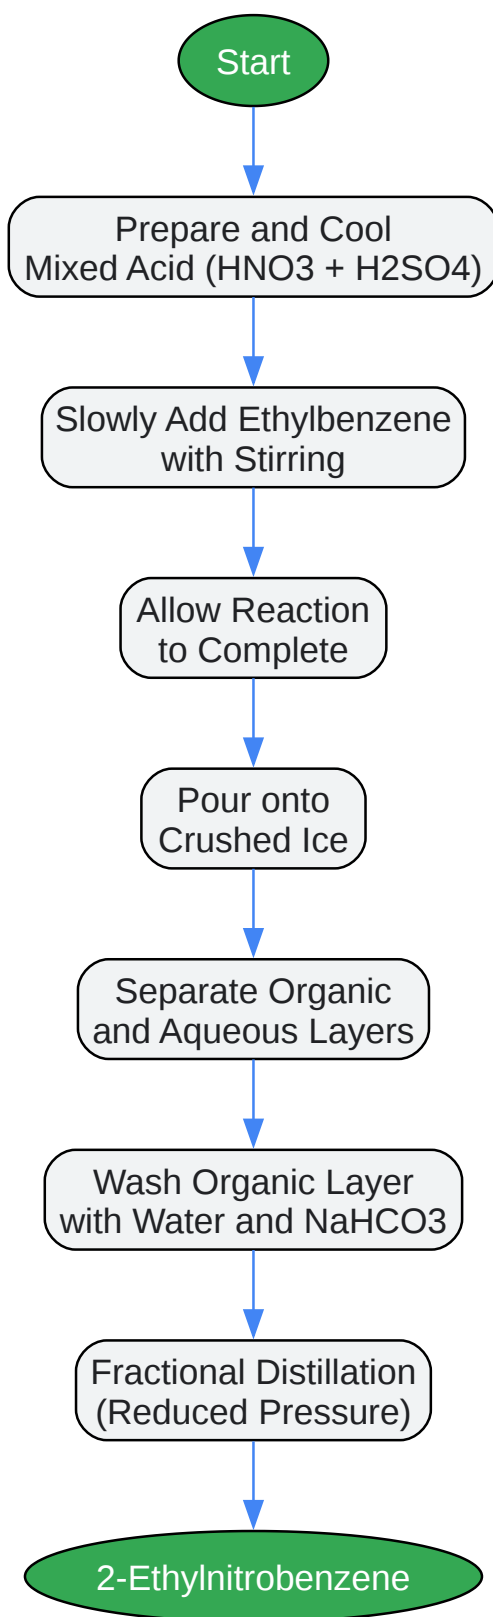 Start
Prepare and Cool
Mixed Acid (HNO3 + H2SO4)
Slowly Add Ethylbenzene
with Stirring
Allow Reaction
to Complete
Pour onto
Crushed Ice
Separate Organic
and Aqueous Layers
Wash Organic Layer
with Water and NaHCO3
Fractional Distillation
(Reduced Pressure)
2-Ethylnitrobenzene